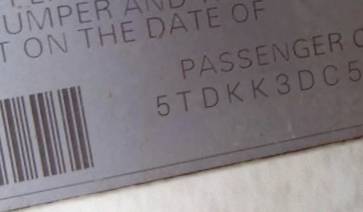 UMPER AND
T ON THE DATE OF
PASSENGER
5TDKK3DC5